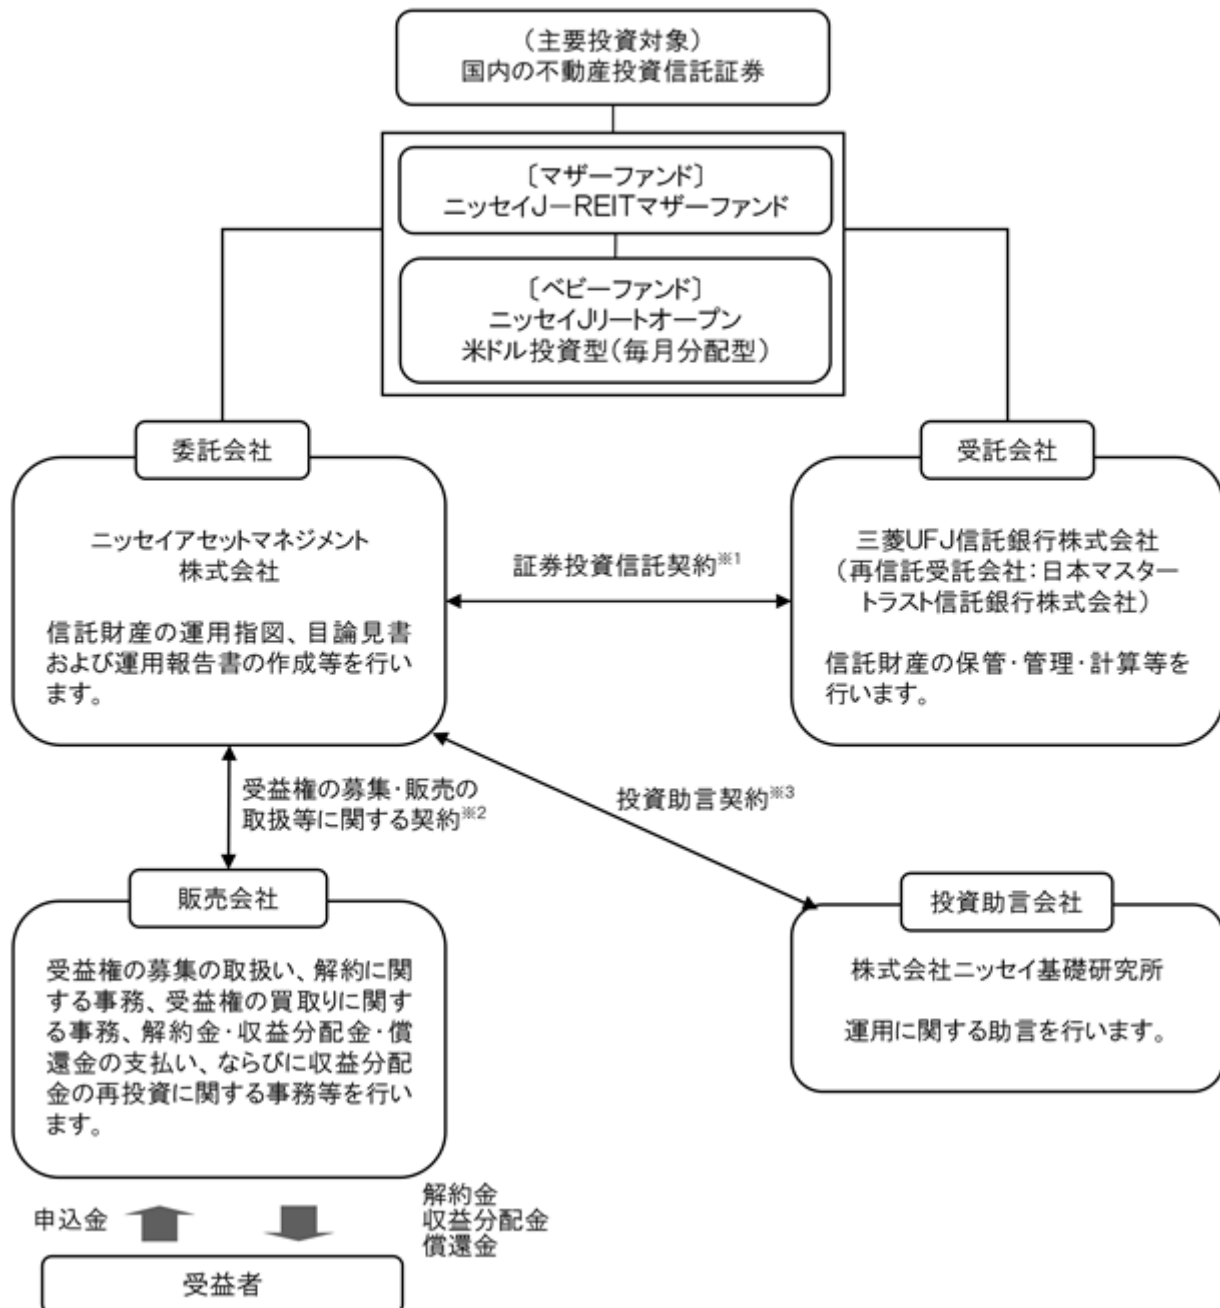 (主要投資対象)
国内の不動産投資信託証券
〔マザーファンド〕
ニッセイJ-REITマザーファンド
〔ベビーファンド〕
ニッセイJリートオープン
米ドル投資型(毎月分配型)
委託会社
ニッセイアセットマネジメント
株式会社
信託財産の運用指図、目論見書
および運用報告書の作成等を行い
ます。
証券投資信託契約※1
受託会社
三菱UFJ信託銀行株式会社
(再信託受託会社:日本マスター
トラスト信託銀行株式会社)
信託財産の保管・管理・計算等を
行います。
受益権の募集・販売の
取扱等に関する契約※2
投資助言契約※3
販売会社
受益権の募集の取扱い、解約に関
する事務、受益権の買取りに関す
る事務、解約金・収益分配金・償
還金の支払い、ならびに収益分配
金の再投資に関する事務等を行い
ます。
投資助言会社
株式会社ニッセイ基礎研究所
運用に関する助言を行います。
申込金
解約金
収益分配金
償還金
受益者